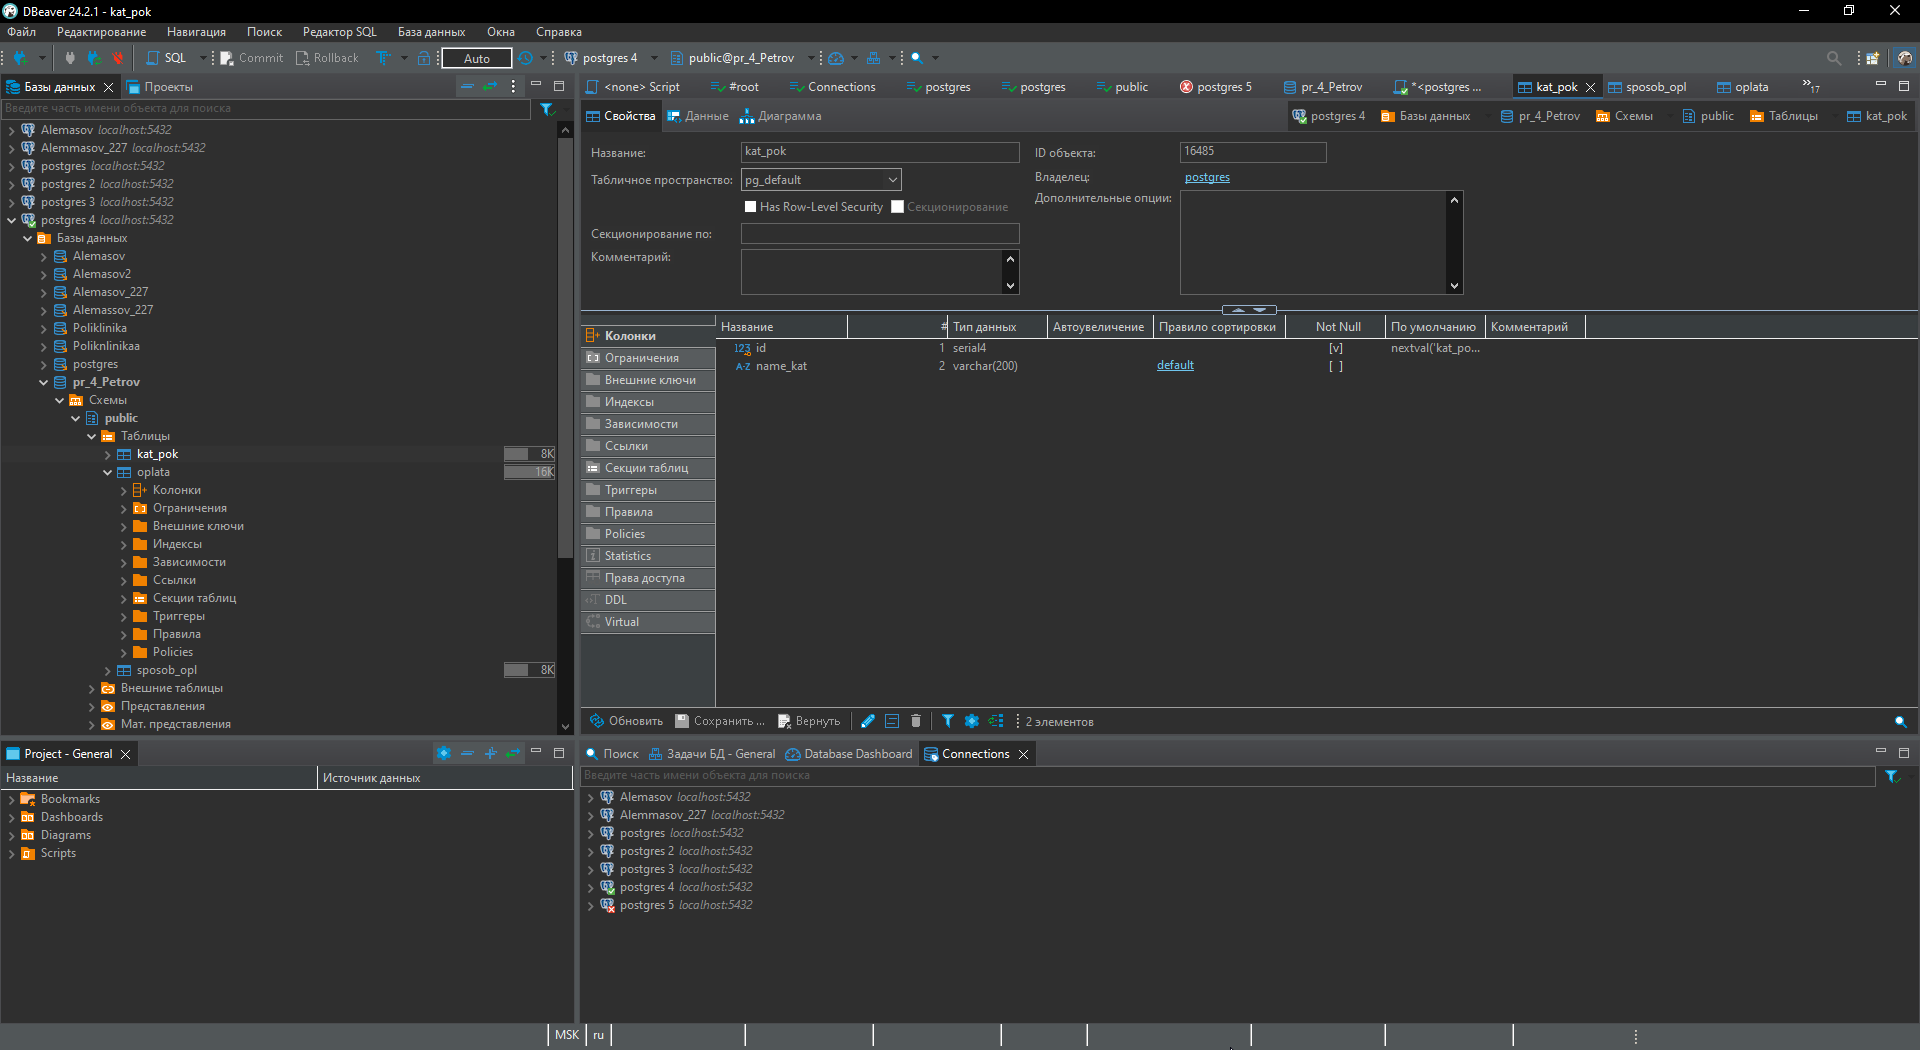 DBeaver 24.2.1 - kat_pok
Файл Редактирование Навигация Поиск Редактор SQL База данных Окна Справка
SQL Commit Rollback Auto postgres 4 public@pr_4_Petrov
Базы данных Проекты
Введите часть имени объекта для поиска
Alemasov localhost:5432
Alemmasov_227 localhost:5432
postgres localhost:5432
postgres 2 localhost:5432
postgres 3 localhost:5432
postgres 4 localhost:5432
Базы данных
Alemasov
Alemasov2
Alemasov_227
Alemassov_227
Poliklinika
Poliknlinikaa
postgres
pr_4_Petrov
Схемы
public
Таблицы
kat_pok 8K
oplata 16K
Колонки
Ограничения
Внешние ключи
Индексы
Зависимости
Ссылки
Секции таблиц
Триггеры
Правила
Policies
sposob_opl 8K
Внешние таблицы
Представления
Мат. представления
<none> Script #root Connections postgres postgres public postgres 5 pr_4_Petrov *<postgres ... kat_pok sposob_opl oplata »17
Свойства Данные Диаграмма postgres 4 Базы данных pr_4_Petrov Схемы public Таблицы kat_pok
Название: kat_pok ID объекта: 16485
Табличное пространство: pg_default Владелец: postgres
Has Row-Level Security Секционирование Дополнительные опции:
Секционирование по:
Комментарий:
Колонки
Ограничения
Внешние ключи
Индексы
Зависимости
Ссылки
Секции таблиц
Триггеры
Правила
Policies
Statistics
Права доступа
DDL
Virtual
Название # Тип данных Автоувеличение Правило сортировки Not Null По умолчанию Комментарий
123 id 1 serial4 [v] nextval('kat_po...
A-Z name_kat 2 varchar(200) default [ ]
Обновить Сохранить ... Вернуть 2 элементов
Project - General
Название Источник данных
Bookmarks
Dashboards
Diagrams
Scripts
Поиск Задачи БД - General Database Dashboard Connections
Введите часть имени объекта для поиска
Alemasov localhost:5432
Alemmasov_227 localhost:5432
postgres localhost:5432
postgres 2 localhost:5432
postgres 3 localhost:5432
postgres 4 localhost:5432
postgres 5 localhost:5432
MSK ru